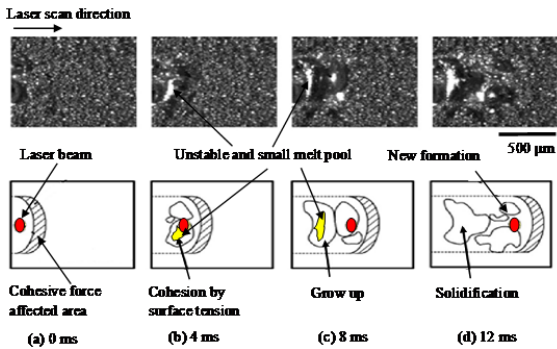 Laser scan direction
500 µm
Laser beam
Unstable and small melt pool
New formation
Cohesive force
affected area
Cohesion by
surface tension
Grow up
Solidification
(a) 0 ms
(b) 4 ms
(c) 8 ms
(d) 12 ms